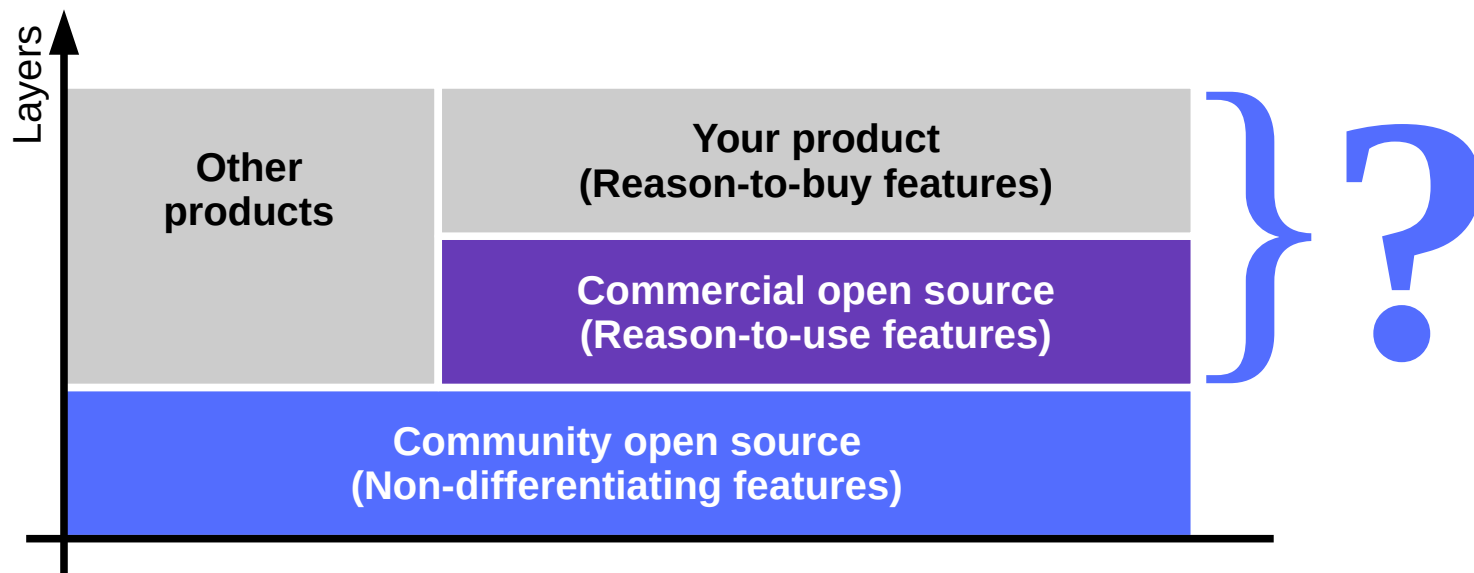 Layers
Other
products
Your product
(Reason-to-buy features)
Commercial open source
(Reason-to-use features)
Community open source
(Non-differentiating features)
}
?